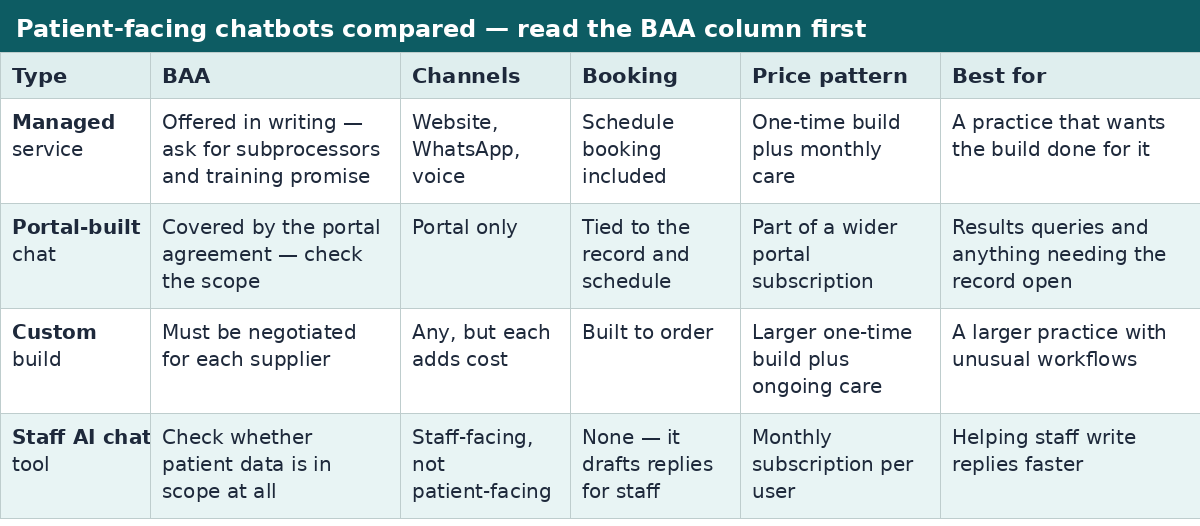 Patient-facing chatbots compared — read the BAA column first
Type
BAA
Channels
Booking
Price pattern
Best for
Managed
service
Offered in writing —
ask for subprocessors
and training promise
Website,
WhatsApp,
voice
Schedule
booking
included
One-time build
plus monthly
care
A practice that wants
the build done for it
Portal-built
chat
Covered by the portal
agreement — check
the scope
Portal only
Tied to the
record and
schedule
Part of a wider
portal
subscription
Results queries and
anything needing the
record open
Custom
build
Must be negotiated
for each supplier
Any, but each
adds cost
Built to order
Larger one-time
build plus
ongoing care
A larger practice with
unusual workflows
Staff AI chat
tool
Check whether
patient data is in
scope at all
Staff-facing,
not
patient-facing
None — it
drafts replies
for staff
Monthly
subscription per
user
Helping staff write
replies faster